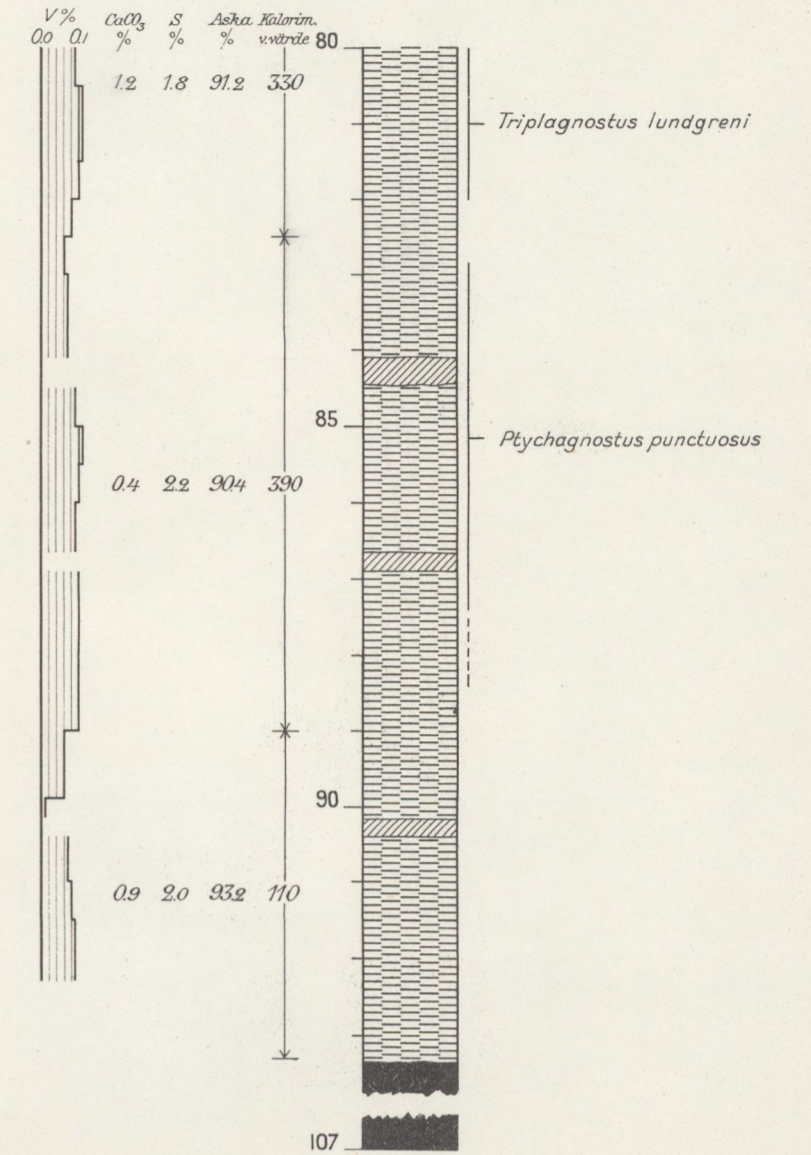 V % CaCO3 S Aska Kalorim.
0.0 0.1 % % % v.värde
80
1.2 1.8 91.2 330
Triplagnostus lundgreni
85
Ptychagnostus punctuosus
0.4 2.2 90.4 390
90
0.9 2.0 93.2 110
107